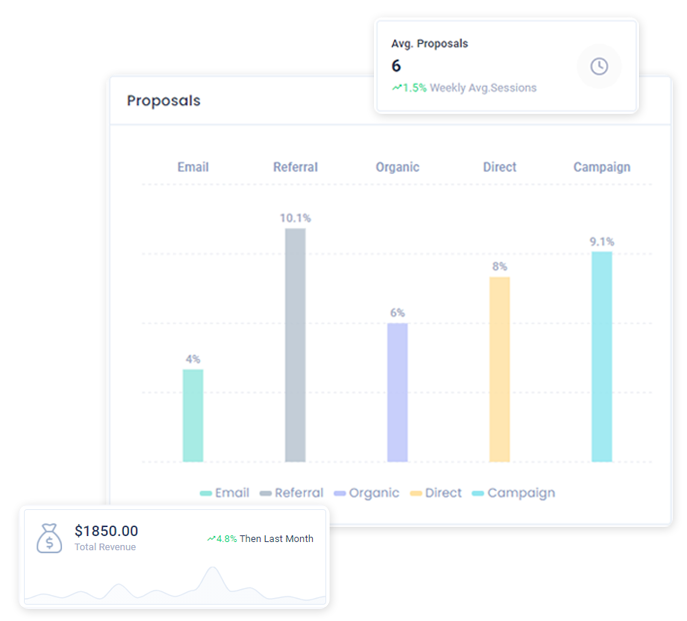 Avg. Proposals
6
1.5% Weekly Avg.Sessions
Proposals
Email Referral Organic Direct Campaign
10.1%
9.1%
8%
6%
4%
Email Referral Organic Direct Campaign
$1850.00
Total Revenue
4.8% Then Last Month
$